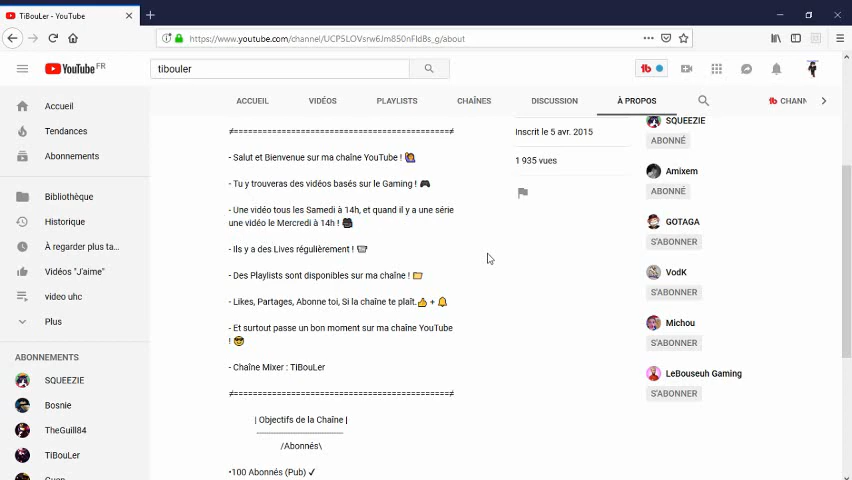 TiBouLer - YouTube
https://www.youtube.com/channel/UCPSLOVsrw6Jm850nFld8s_g/about
YouTube FR
tibouler
ACCUEIL VIDÉOS PLAYLISTS CHAÎNES DISCUSSION À PROPOS
CHANN
Accueil
Tendances
Abonnements
Bibliothèque
Historique
À regarder plus ta...
Vidéos "J'aime"
video uhc
Plus
ABONNEMENTS
SQUEEZIE
Bosnie
TheGuill84
TiBouLer
≠===========================================≠
- Salut et Bienvenue sur ma chaîne YouTube ! 🙋
- Tu y trouveras des vidéos basés sur le Gaming ! 🎮
- Une vidéo tous les Samedi à 14h, et quand il y a une série
une vidéo le Mercredi à 14h ! 🎥
- Ils y a des Lives régulièrement ! 📽
- Des Playlists sont disponibles sur ma chaîne ! 📁
- Likes, Partages, Abonne toi, Si la chaîne te plaît.👍 + 🔔
- Et surtout passe un bon moment sur ma chaîne YouTube
! 😎
- Chaîne Mixer : TiBouLer
≠===========================================≠
| Objectifs de la Chaîne |
------------------------------
/Abonnés\
•100 Abonnés (Pub) ✓
Inscrit le 5 avr. 2015
1 935 vues
SQUEEZIE
ABONNÉ
Amixem
ABONNÉ
GOTAGA
S'ABONNER
VodK
S'ABONNER
Michou
S'ABONNER
LeBouseuh Gaming
S'ABONNER